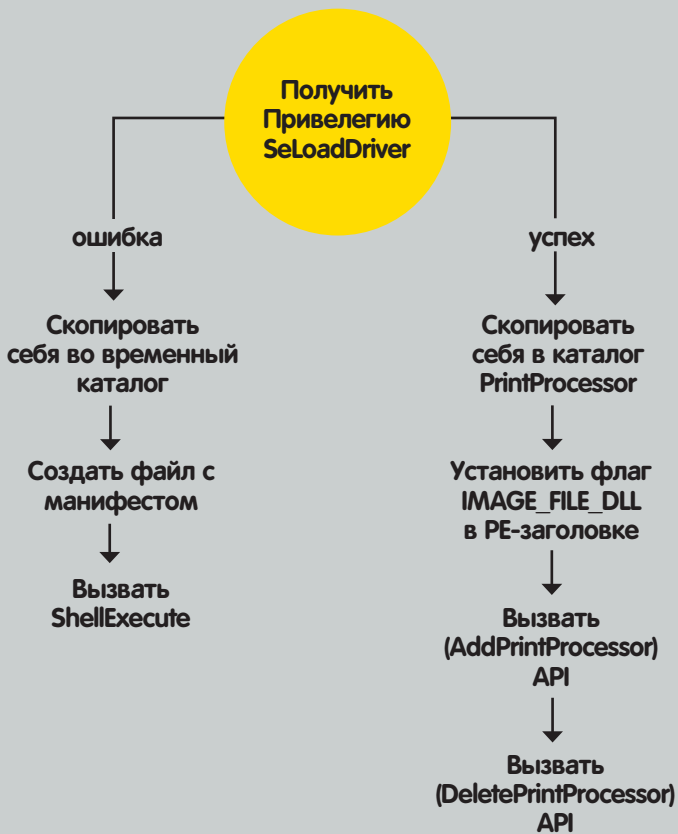 Получить
Привелегию
SeLoadDriver
ошибка
Скопировать
себя во временный
каталог
Создать файл с
манифестом
Вызвать
ShellExecute
успех
Скопировать
себя в каталог
PrintProcessor
Установить флаг
IMAGE_FILE_DLL
в PE-заголовке
Вызвать
(AddPrintProcessor)
API
Вызвать
(DeletePrintProcessor)
API